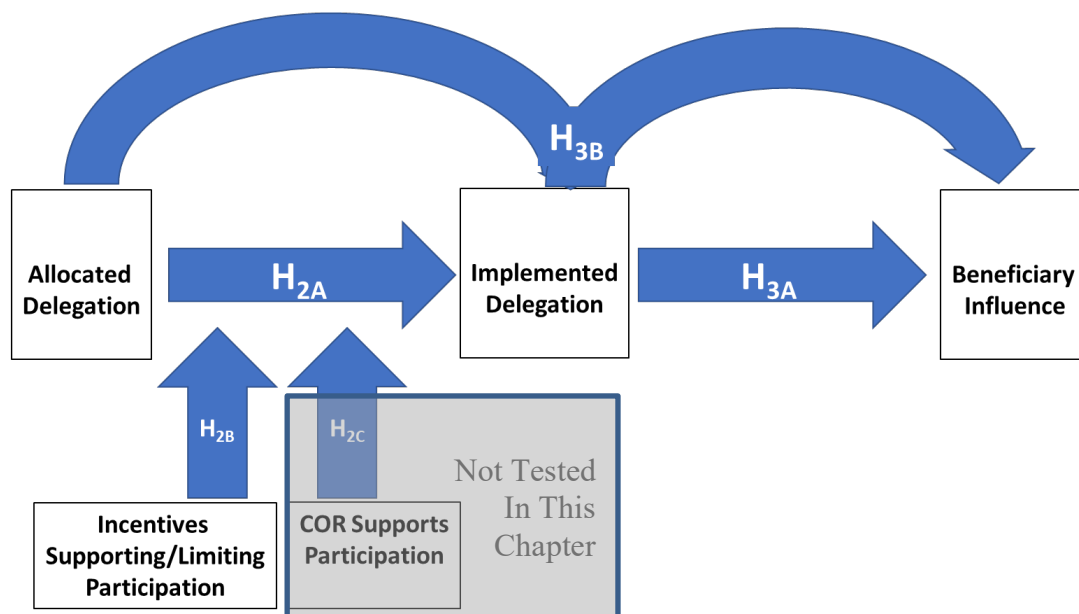 H3B
Allocated
Delegation
H2A
Implemented
Delegation
H3A
Beneficiary
Influence
H2B
H2C
Not Tested
In This
Chapter
Incentives
Supporting/Limiting
Participation
COR Supports
Participation